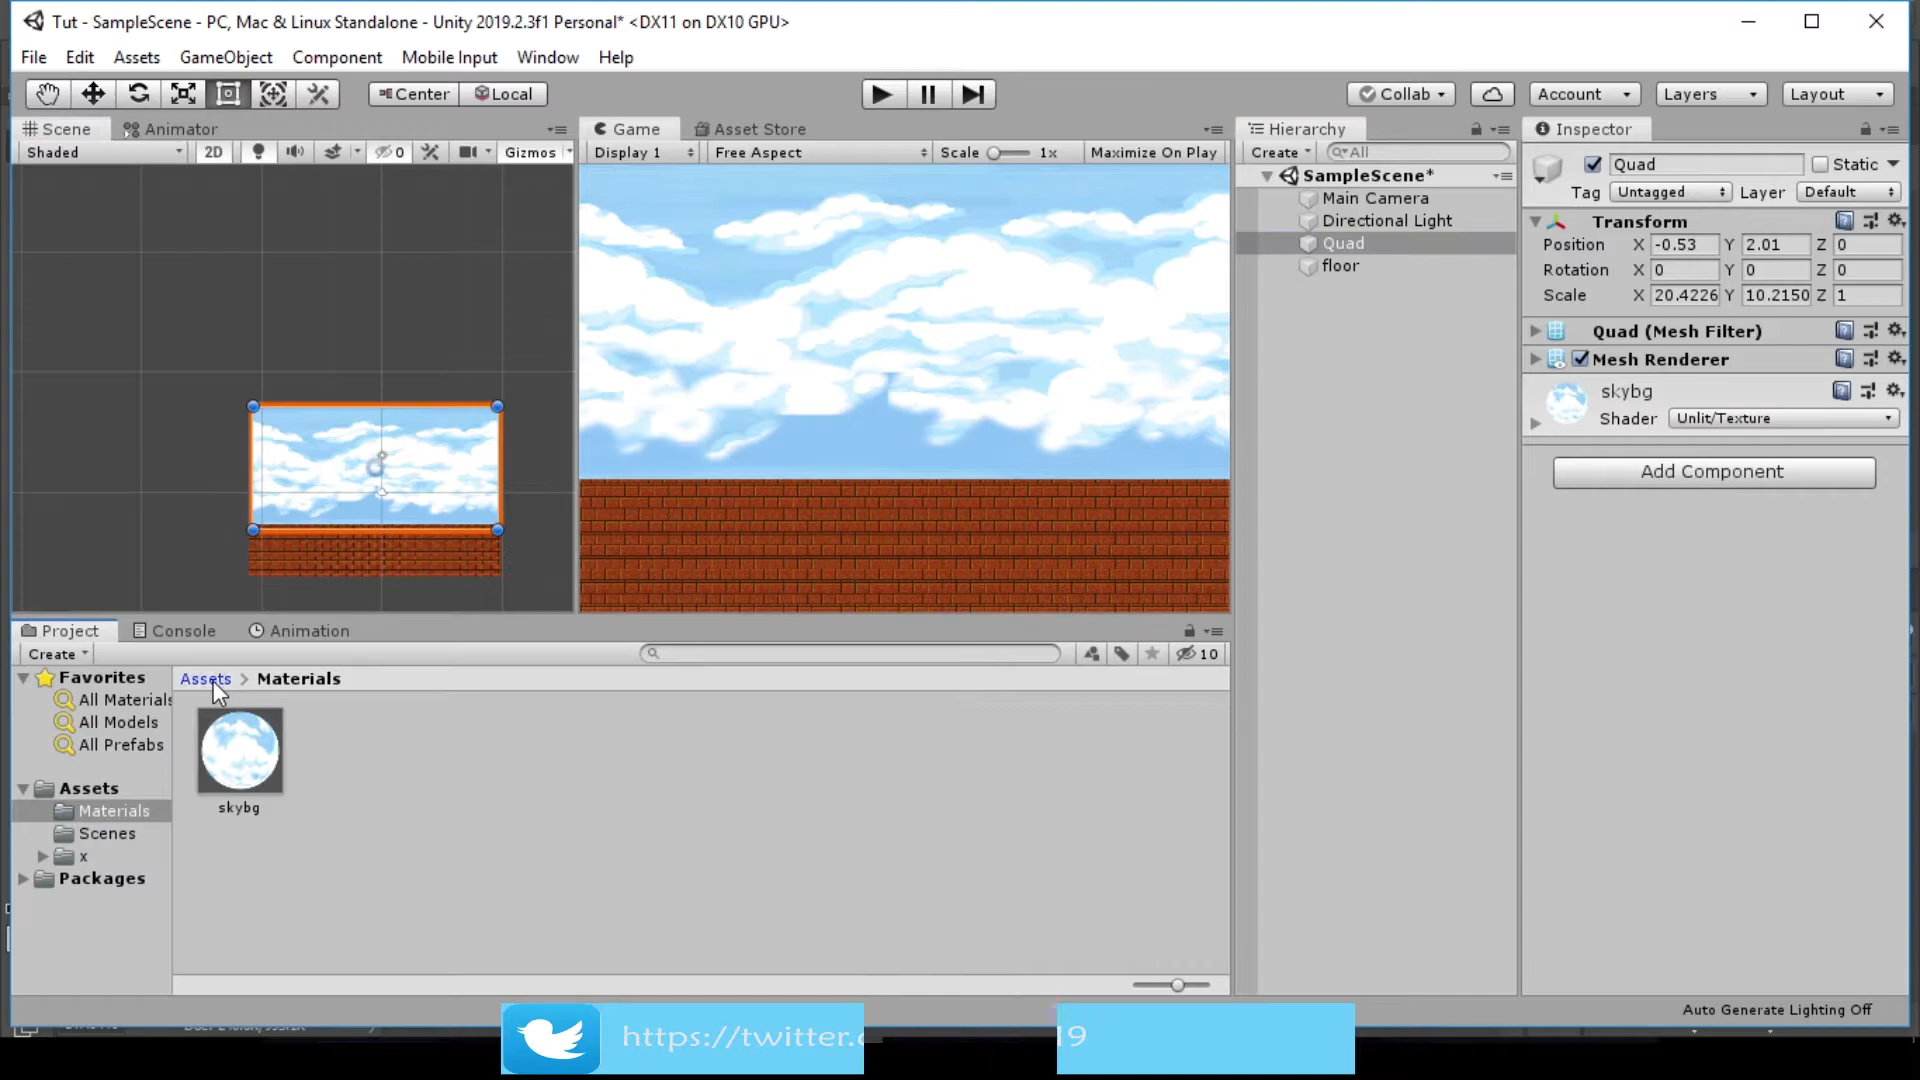 Tut - SampleScene - PC, Mac & Linux Standalone - Unity 2019.2.3f1 Personal* <DX11 on DX10 GPU>
File Edit Assets GameObject Component Mobile Input Window Help
Center Local Collab Account Layers Layout
Scene Animator Game Asset Store Hierarchy Inspector
Shaded 2D 0 Gizmos Display 1 Free Aspect Scale 1x Maximize On Play Create All
Quad Static
SampleScene*
Main Camera
Directional Light
Quad
floor
Tag Untagged Layer Default
Transform
Position X -0.53 Y 2.01 Z 0
Rotation X 0 Y 0 Z 0
Scale X 20.4226 Y 10.2150 Z 1
Quad (Mesh Filter)
Mesh Renderer
skybg
Shader Unlit/Texture
Add Component
Project Console Animation
Create 10
Favorites
All Materials
All Models
All Prefabs
Assets
Materials
Scenes
x
Packages
Assets > Materials
skybg
Auto Generate Lighting Off
https://twitter.c 19